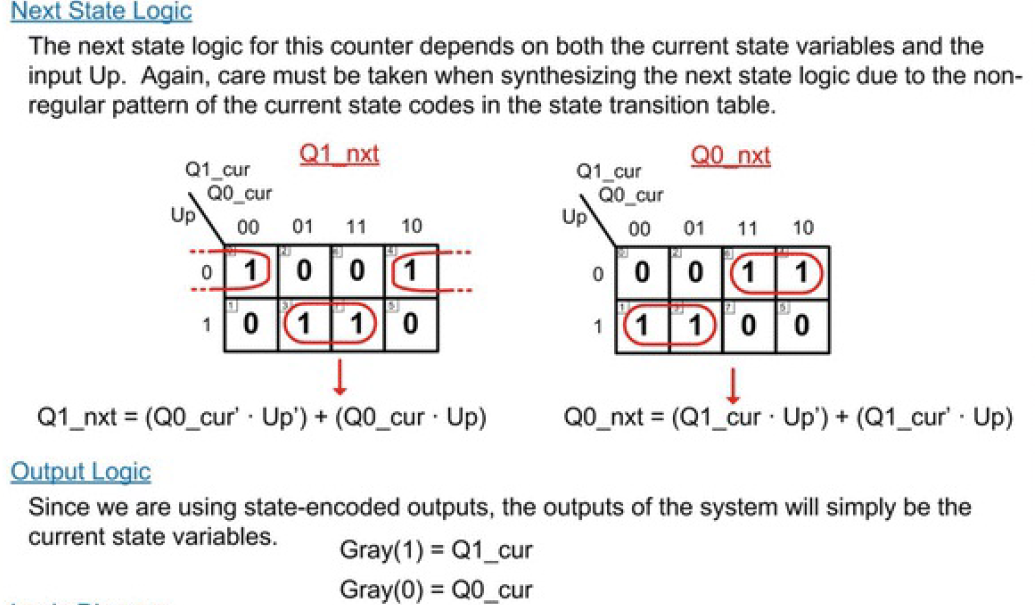 Next State Logic
The next state logic for this counter depends on both the current state variables and the
input Up. Again, care must be taken when synthesizing the next state logic due to the non-
regular pattern of the current state codes in the state transition table.
Q1_nxt
Q1_cur
Q0_cur
Up
00 01 11 10
0 1 0 0 1
1 0 1 1 0
Q1_nxt = (Q0_cur' · Up') + (Q0_cur · Up)
Q0_nxt
Q1_cur
Q0_cur
Up
00 01 11 10
0 0 0 1 1
1 1 1 0 0
Q0_nxt = (Q1_cur · Up') + (Q1_cur' · Up)
Output Logic
Since we are using state-encoded outputs, the outputs of the system will simply be the
current state variables.
Gray(1) = Q1_cur
Gray(0) = Q0_cur